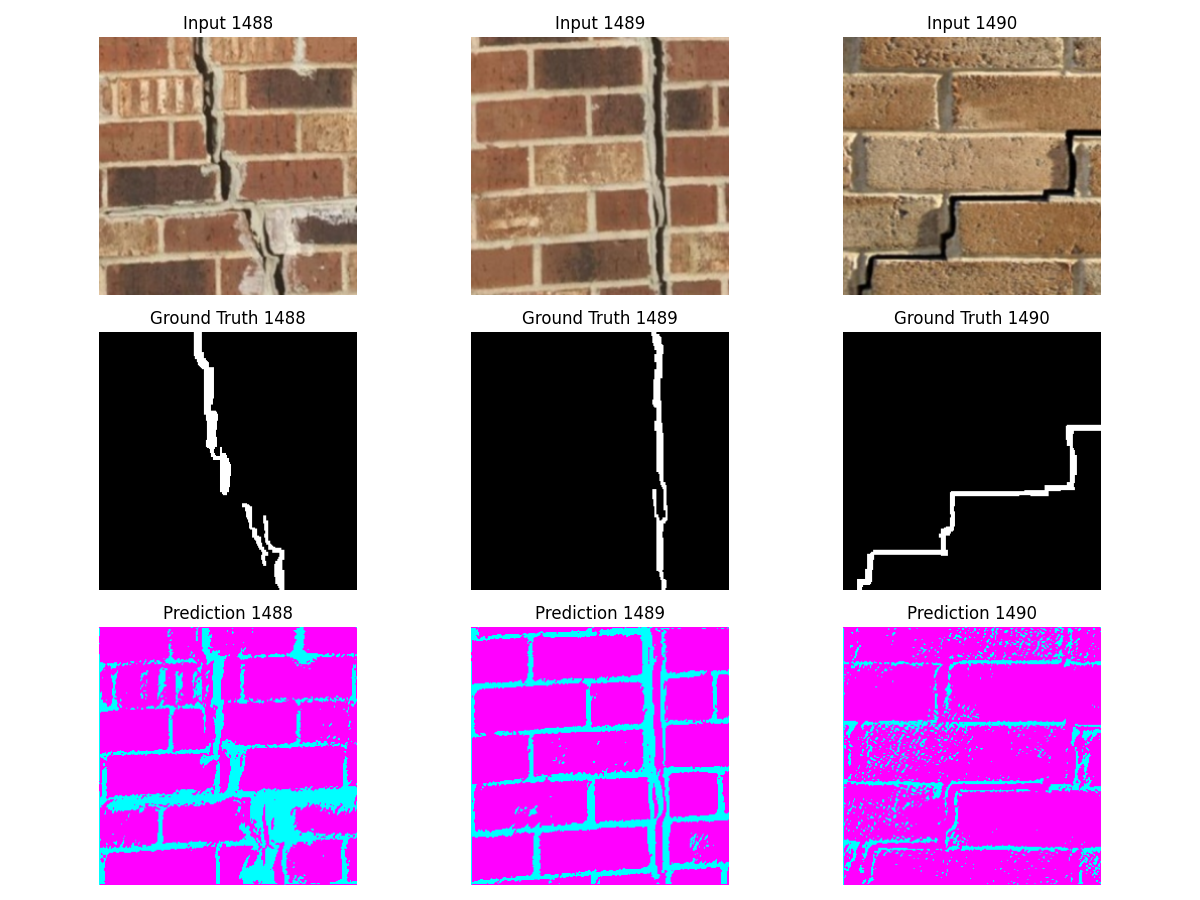 Input 1488
Input 1489
Input 1490
Ground Truth 1488
Ground Truth 1489
Ground Truth 1490
Prediction 1488
Prediction 1489
Prediction 1490